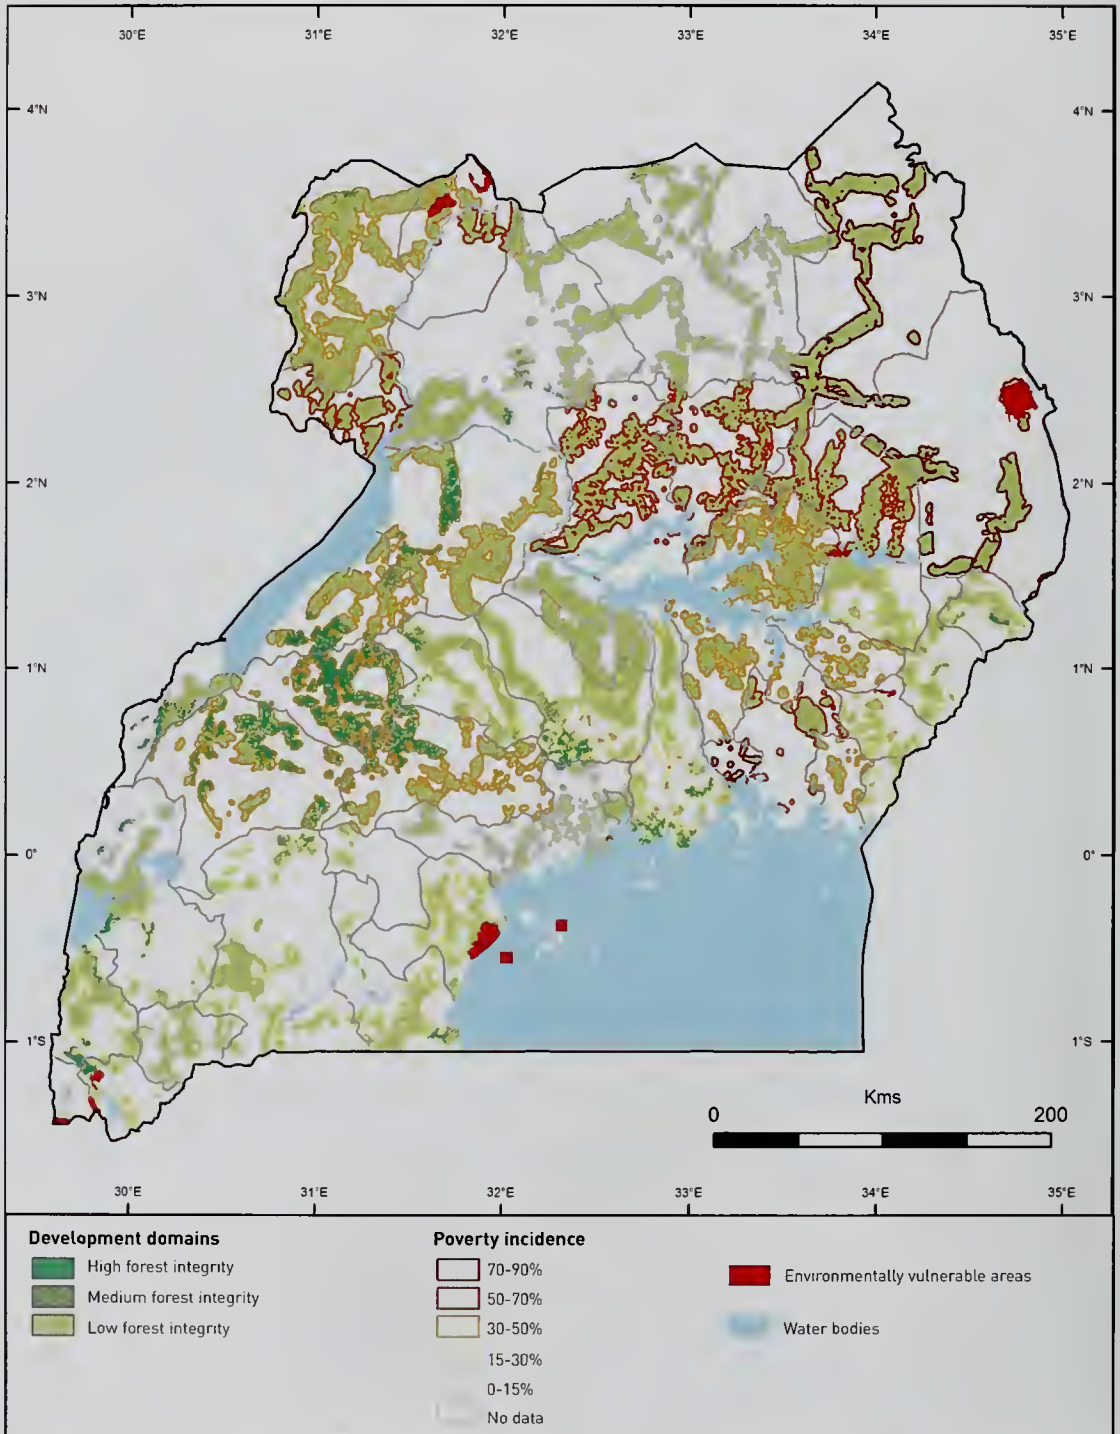 30°E 31°E 32°E 33°E 34°E 35°E
4°N 4°N
3°N 3°N
2°N 2°N
1°N 1°N
0° 0°
1°S 1°S
Kms
0 200
30°E 31°E 32°E 33°E 34°E 35°E
Development domains
High forest integrity
Medium forest integrity
Low forest integrity
Poverty incidence
70-90%
50-70%
30-50%
15-30%
0-15%
No data
Environmentally vulnerable areas
Water bodies